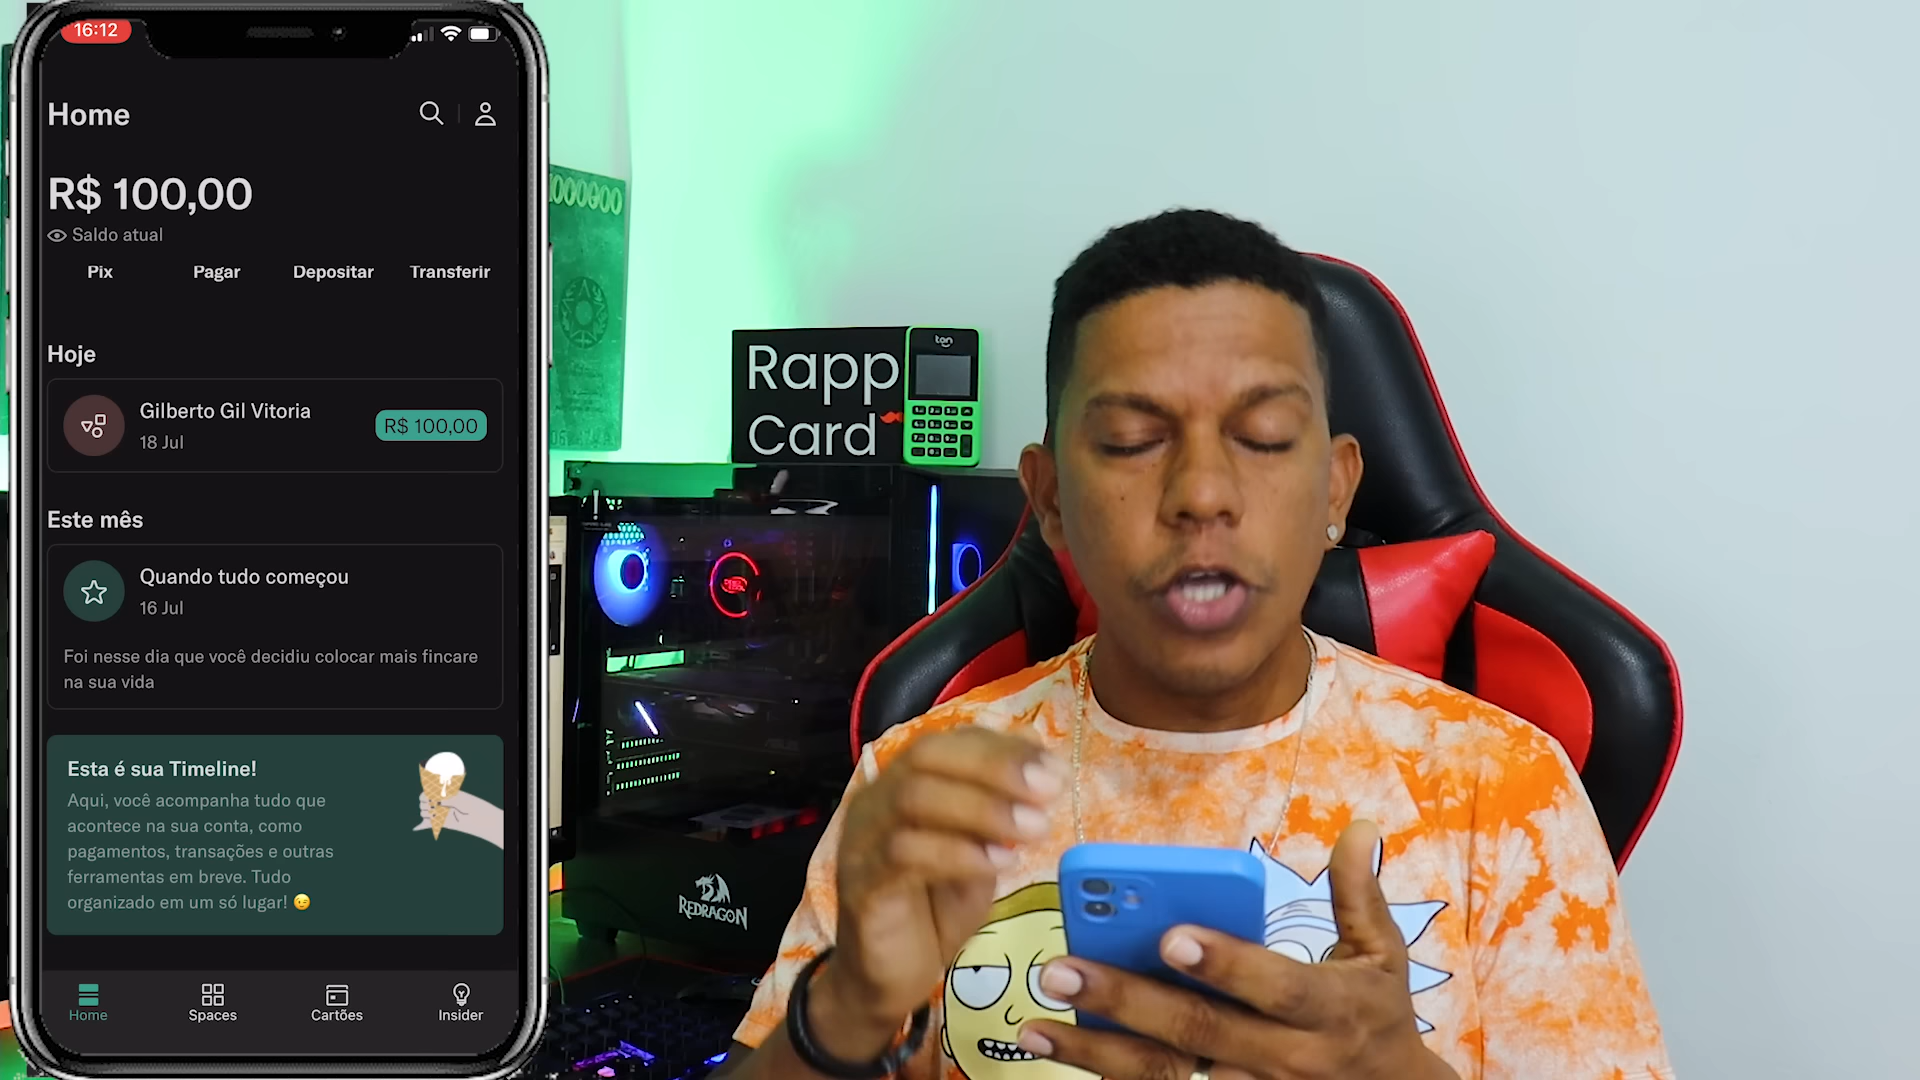 16:12
Home
R$ 100,00
Saldo atual
Pix Pagar Depositar Transferir
Hoje
Gilberto Gil Vitoria
18 Jul
R$ 100,00
Este mês
Quando tudo começou
16 Jul
Foi nesse dia que você decidiu colocar mais fincare
na sua vida
Esta é sua Timeline!
Aqui, você acompanha tudo que
acontece na sua conta, como
pagamentos, transações e outras
ferramentas em breve. Tudo
organizado em um só lugar! 😉
Home Spaces Cartões Insider
Rapp
Card
ton
REDRAGON